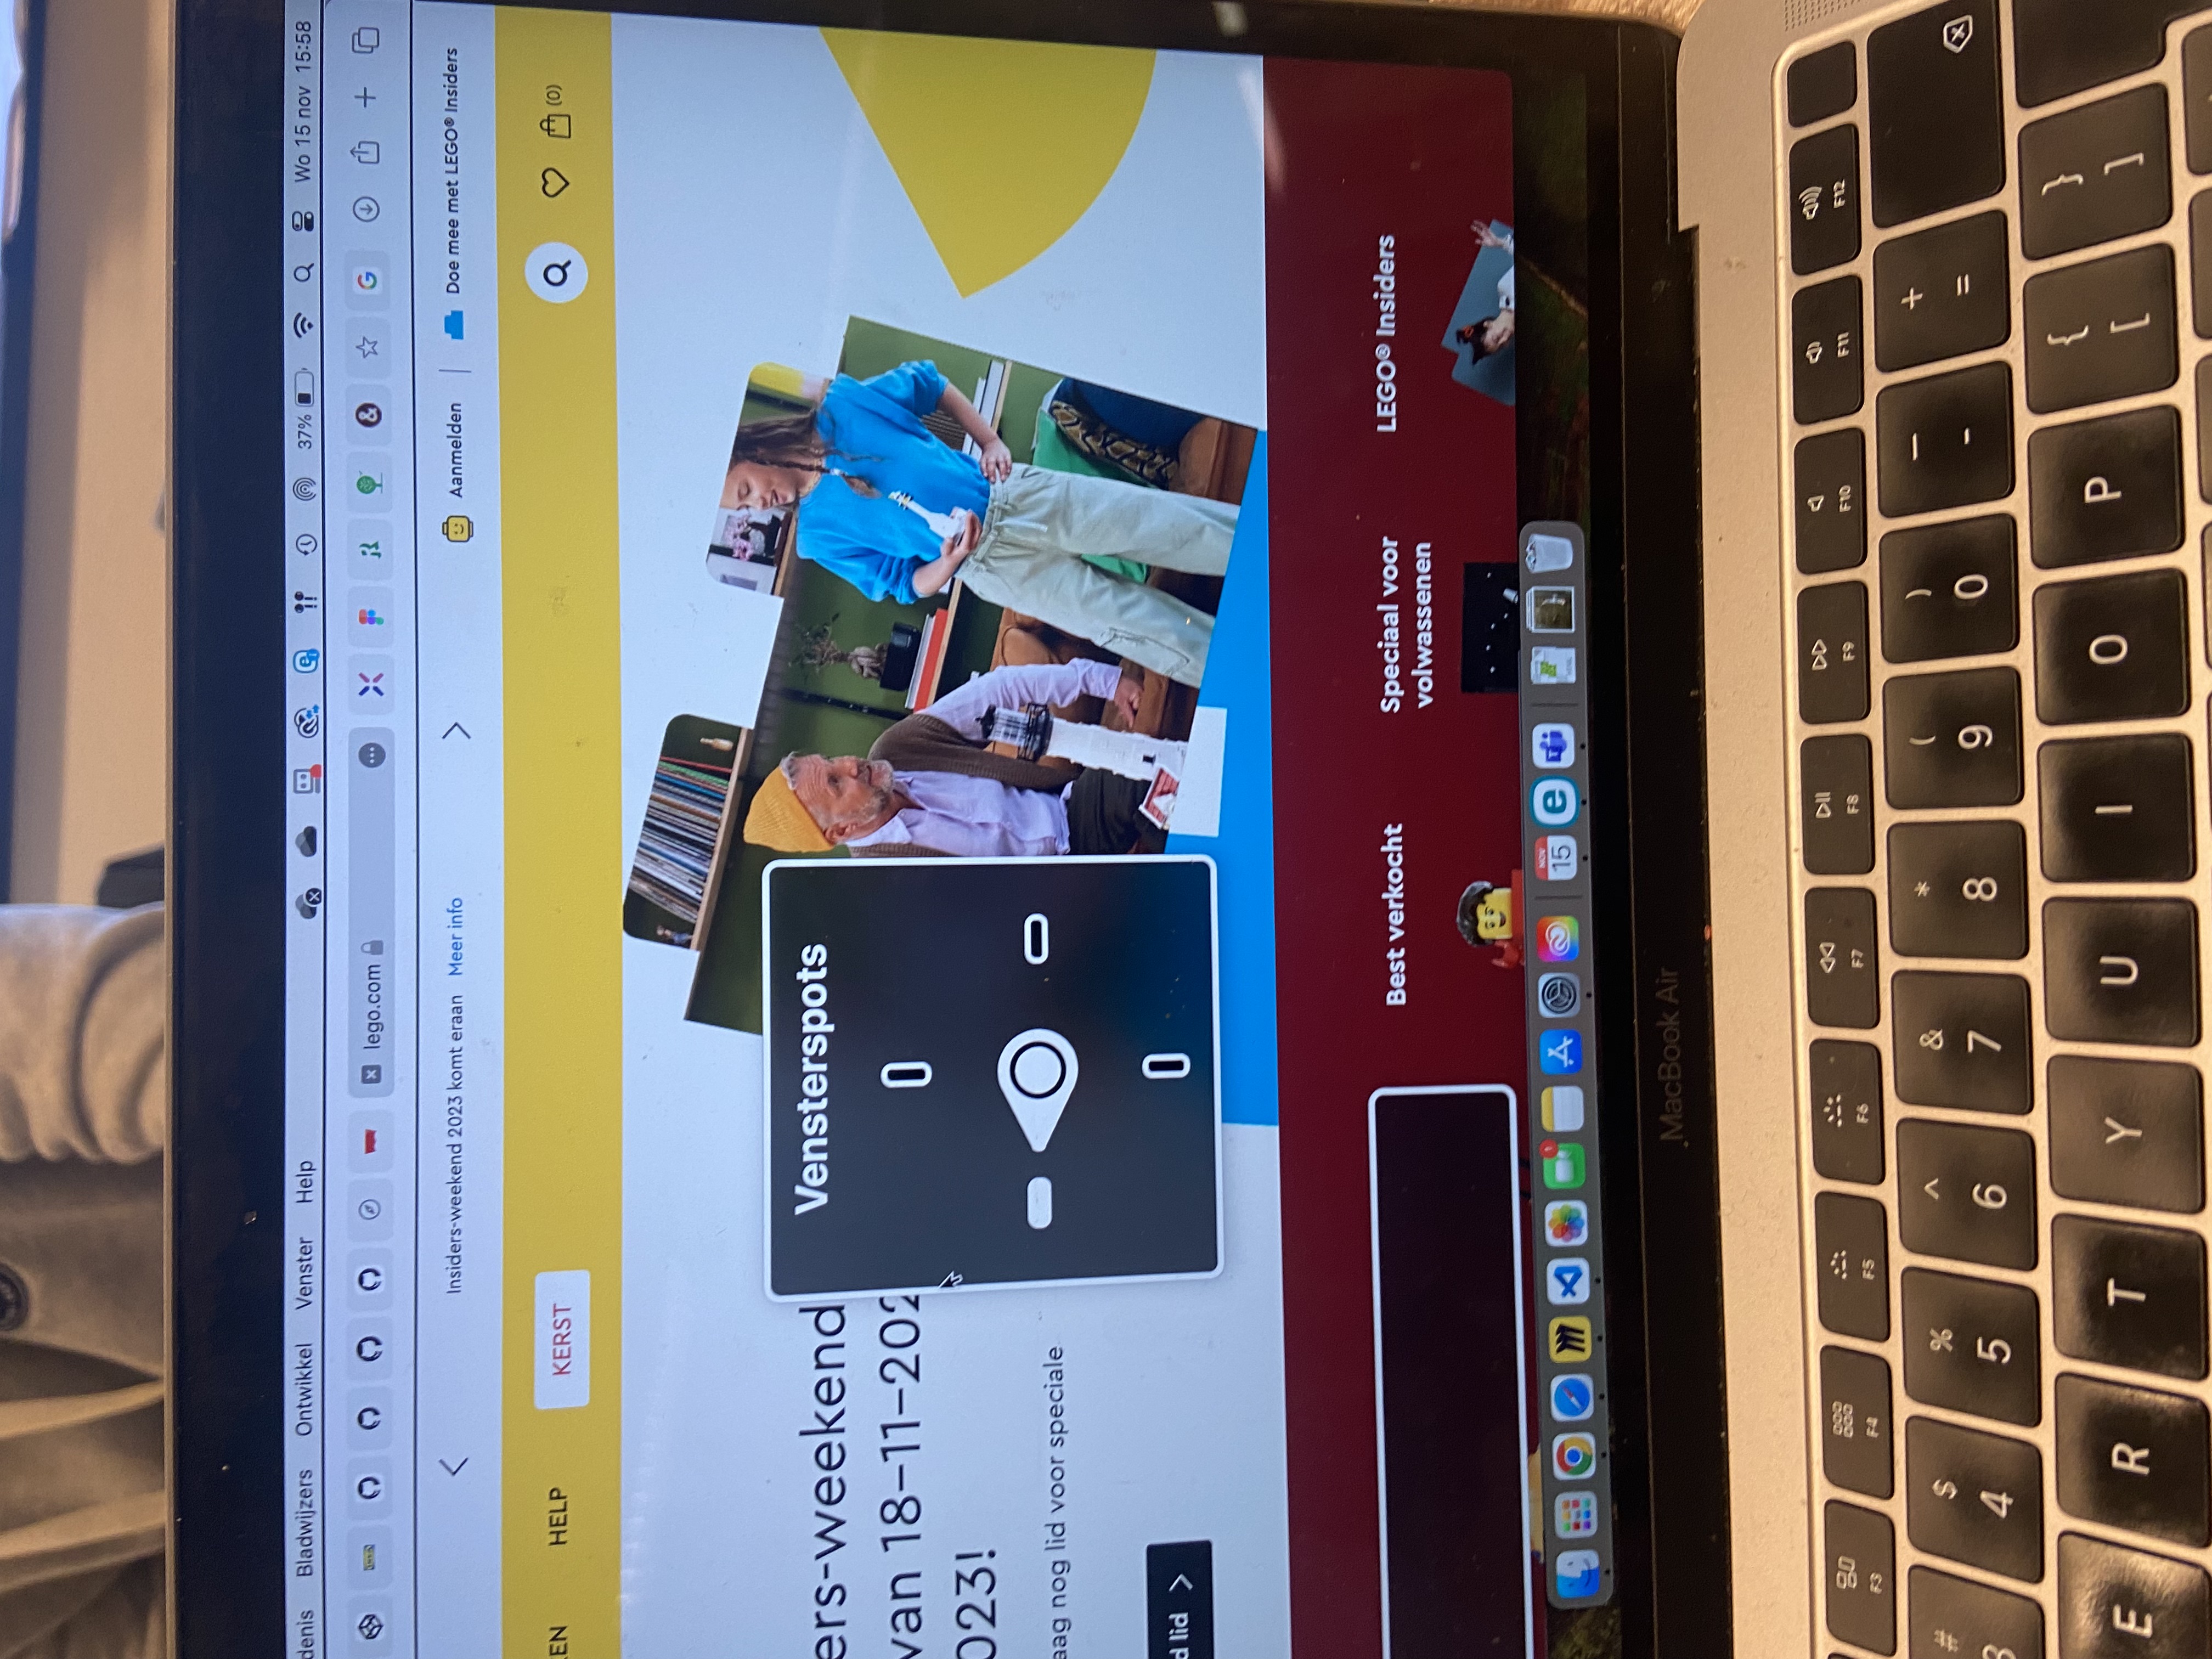 denis Bladwijzers Ontwikkel Venster Help 37% Wo 15 nov 15:58
lego.com
Insiders-weekend 2023 komt eraan Meer info Aanmelden Doe mee met LEGO® Insiders
EN HELP KERST (0)
Vensterspots
ers-weekend
van 18-11-202
023!
aag nog lid voor speciale
d lid
Best verkocht
Speciaal voor
volwassenen
LEGO® Insiders
NOV
15
MacBook Air
F3 F4 F5 F6 F7 F8 F9 F10 F11 F12
# $ % ^ & * ( ) — +
3 4 5 6 7 8 9 0 - =
{ }
E R T Y U I O P [ ]